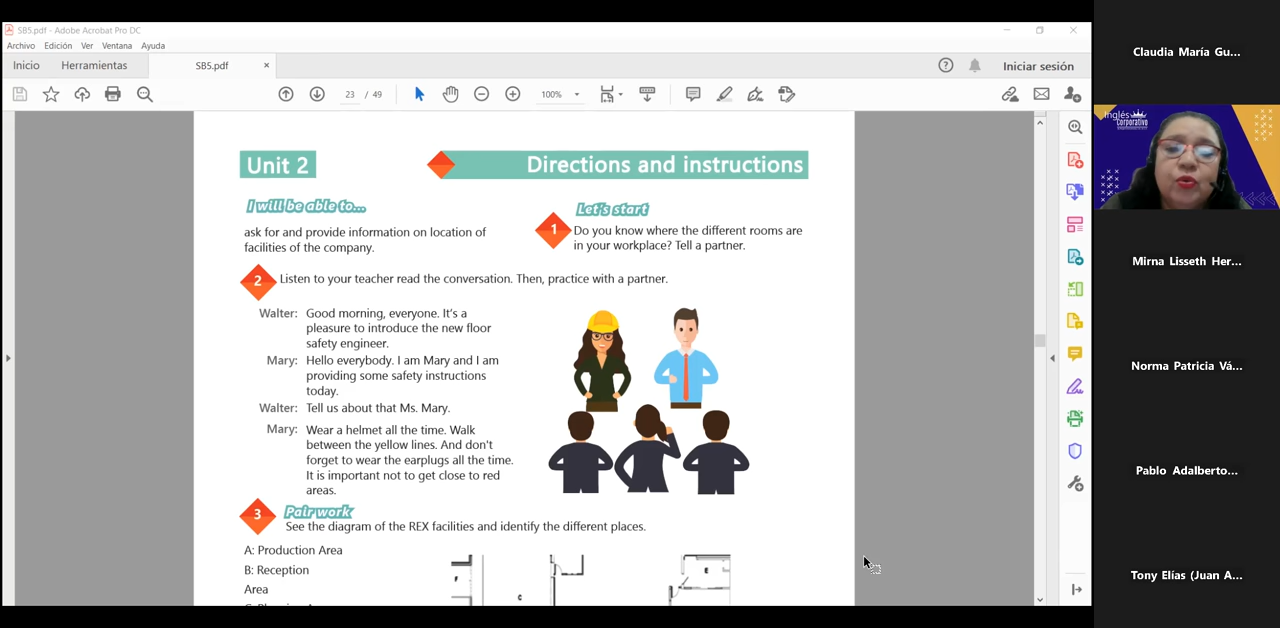 SB5.pdf - Adobe Acrobat Pro DC
Archivo Edición Ver Ventana Ayuda
Inicio Herramientas SB5.pdf × Iniciar sesión
23 / 49 100%
Unit 2
Directions and instructions
I will be able to...
ask for and provide information on location of
facilities of the company.
Let's start
1
Do you know where the different rooms are
in your workplace? Tell a partner.
2
Listen to your teacher read the conversation. Then, practice with a partner.
Walter: Good morning, everyone. It's a
pleasure to introduce the new floor
safety engineer.
Mary: Hello everybody. I am Mary and I am
providing some safety instructions
today.
Walter: Tell us about that Ms. Mary.
Mary: Wear a helmet all the time. Walk
between the yellow lines. And don't
forget to wear the earplugs all the time.
It is important not to get close to red
areas.
3
Pair work
See the diagram of the REX facilities and identify the different places.
A: Production Area
B: Reception
Area
F
C
E
Claudia María Gu...
Inglés
Corporativo
Mirna Lisseth Her...
Norma Patricia Vá...
Pablo Adalberto...
Tony Elías (Juan A...